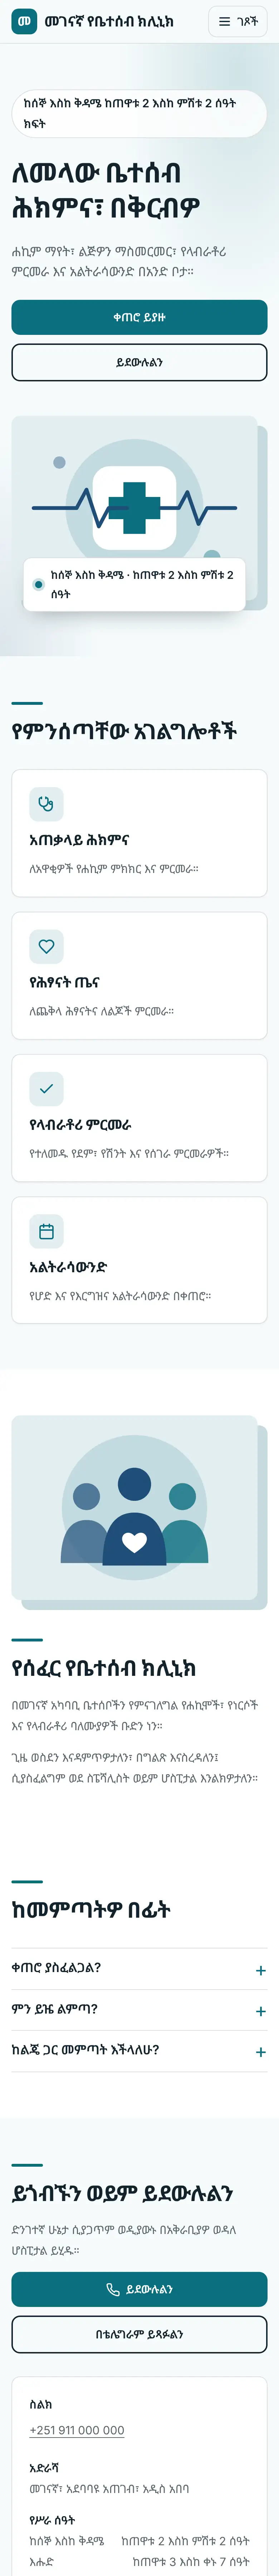 መ መገናኛ የቤተሰብ ክሊኒክ ገጾች
ከሰኞ እስከ ቅዳሜ ከጠዋቱ 2 እስከ ምሽቱ 2 ሰዓት
ክፍት
ለመላው ቤተሰብ
ሕክምና፣ በቅርብዎ
ሐኪም ማየት፣ ልጅዎን ማስመርመር፣ የላብራቶሪ
ምርመራ እና አልትራሳውንድ በአንድ ቦታ።
ቀጠሮ ይያዙ
ይደውሉልን
ከሰኞ እስከ ቅዳሜ · ከጠዋቱ 2 እስከ ምሽቱ 2
ሰዓት
የምንሰጣቸው አገልግሎቶች
አጠቃላይ ሕክምና
ለአዋቂዎች የሐኪም ምክክር እና ምርመራ።
የሕፃናት ጤና
ለጨቅላ ሕፃናትና ለልጆች ምርመራ።
የላብራቶሪ ምርመራ
የተለመዱ የደም፣ የሽንት እና የሰገራ ምርመራዎች።
አልትራሳውንድ
የሆድ እና የእርግዝና አልትራሳውንድ በቀጠሮ።
የሰፈር የቤተሰብ ክሊኒክ
በመገናኛ አካባቢ ቤተሰቦችን የምናገለግል የሐኪሞች፣ የነርሶች
እና የላብራቶሪ ባለሙያዎች ቡድን ነን።
ጊዜ ወስደን እናዳምጥዎታለን፣ በግልጽ እናስረዳለን፤
ሲያስፈልግም ወደ ስፔሻሊስት ወይም ሆስፒታል እንልክዎታለን።
ከመምጣትዎ በፊት
ቀጠሮ ያስፈልጋል?
ምን ይዤ ልምጣ?
ከልጄ ጋር መምጣት እችላለሁ?
ይጎብኙን ወይም ይደውሉልን
ድንገተኛ ሁኔታ ሲያጋጥም ወዲያውኑ በአቅራቢያዎ ወዳለ
ሆስፒታል ይሂዱ።
ይደውሉልን
በቴሌግራም ይጻፉልን
ስልክ
+251 911 000 000
አድራሻ
መገናኛ፣ አደባባዩ አጠገብ፣ አዲስ አበባ
የሥራ ሰዓት
ከሰኞ እስከ ቅዳሜ ከጠዋቱ 2 እስከ ምሽቱ 2 ሰዓት
እሑድ ከጠዋቱ 3 እስከ ቀኑ 7 ሰዓት